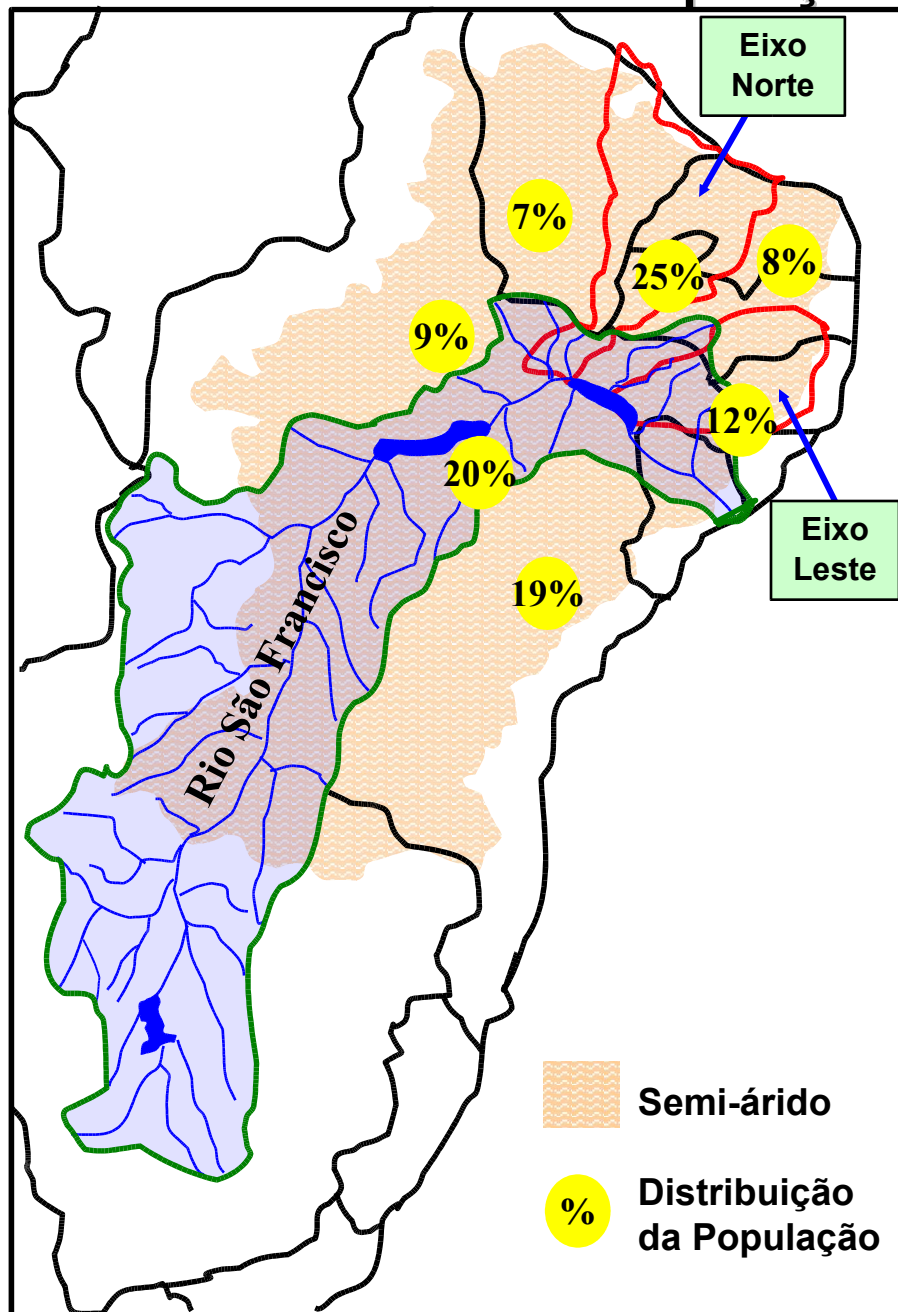 Eixo
Norte
7%
25%
8%
9%
12%
20%
Eixo
Leste
19%
Rio São Francisco
Semi-árido
%
Distribuição
da População